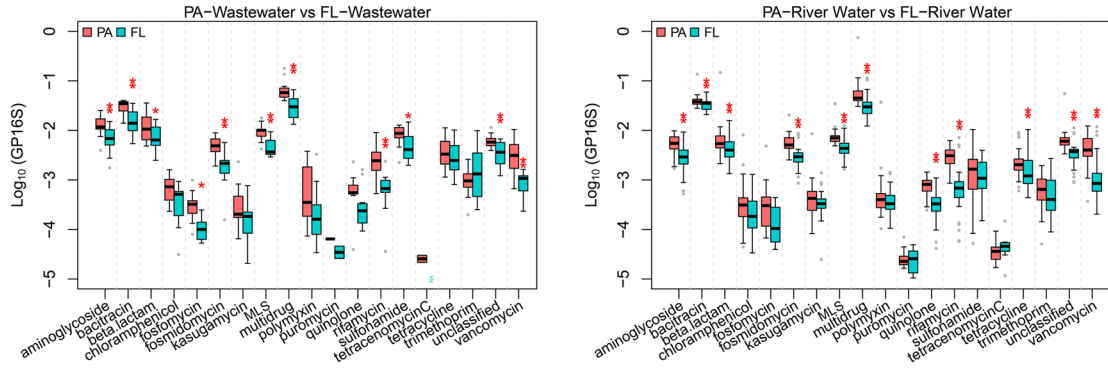 PA−Wastewater vs FL−Wastewater
PA FL
Log10 (GP16S)
0
−1
−2
−3
−4
−5
** ** * * ** ** ** ** * ** **
aminoglycoside
bacitracin
beta.lactam
chloramphenicol
fosfomycin
fosmidomycin
kasugamycin
MLS
multidrug
polymyxin
puromycin
quinolone
rifamycin
sulfonamide
tetracenomycinC
tetracycline
trimethoprim
unclassified
vancomycin
PA−River Water vs FL−River Water
PA FL
Log10 (GP16S)
0
−1
−2
−3
−4
−5
** ** ** ** ** ** ** ** ** ** **
aminoglycoside
bacitracin
beta.lactam
chloramphenicol
fosfomycin
fosmidomycin
kasugamycin
MLS
multidrug
polymyxin
puromycin
quinolone
rifamycin
sulfonamide
tetracenomycinC
tetracycline
trimethoprim
unclassified
vancomycin